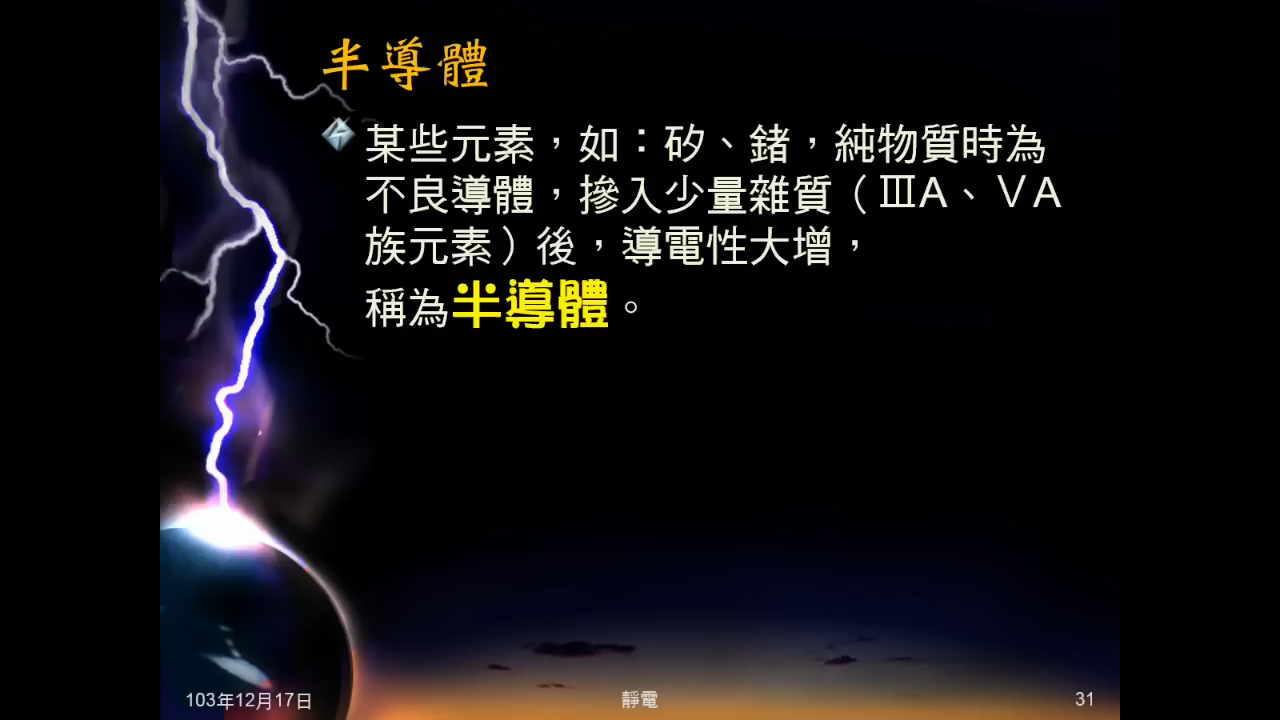 半導體
某些元素，如：矽、鍺，純物質時為
不良導體，摻入少量雜質（ⅢA、ⅤA
族元素）後，導電性大增，
稱為半導體。
103年12月17日
靜電
31